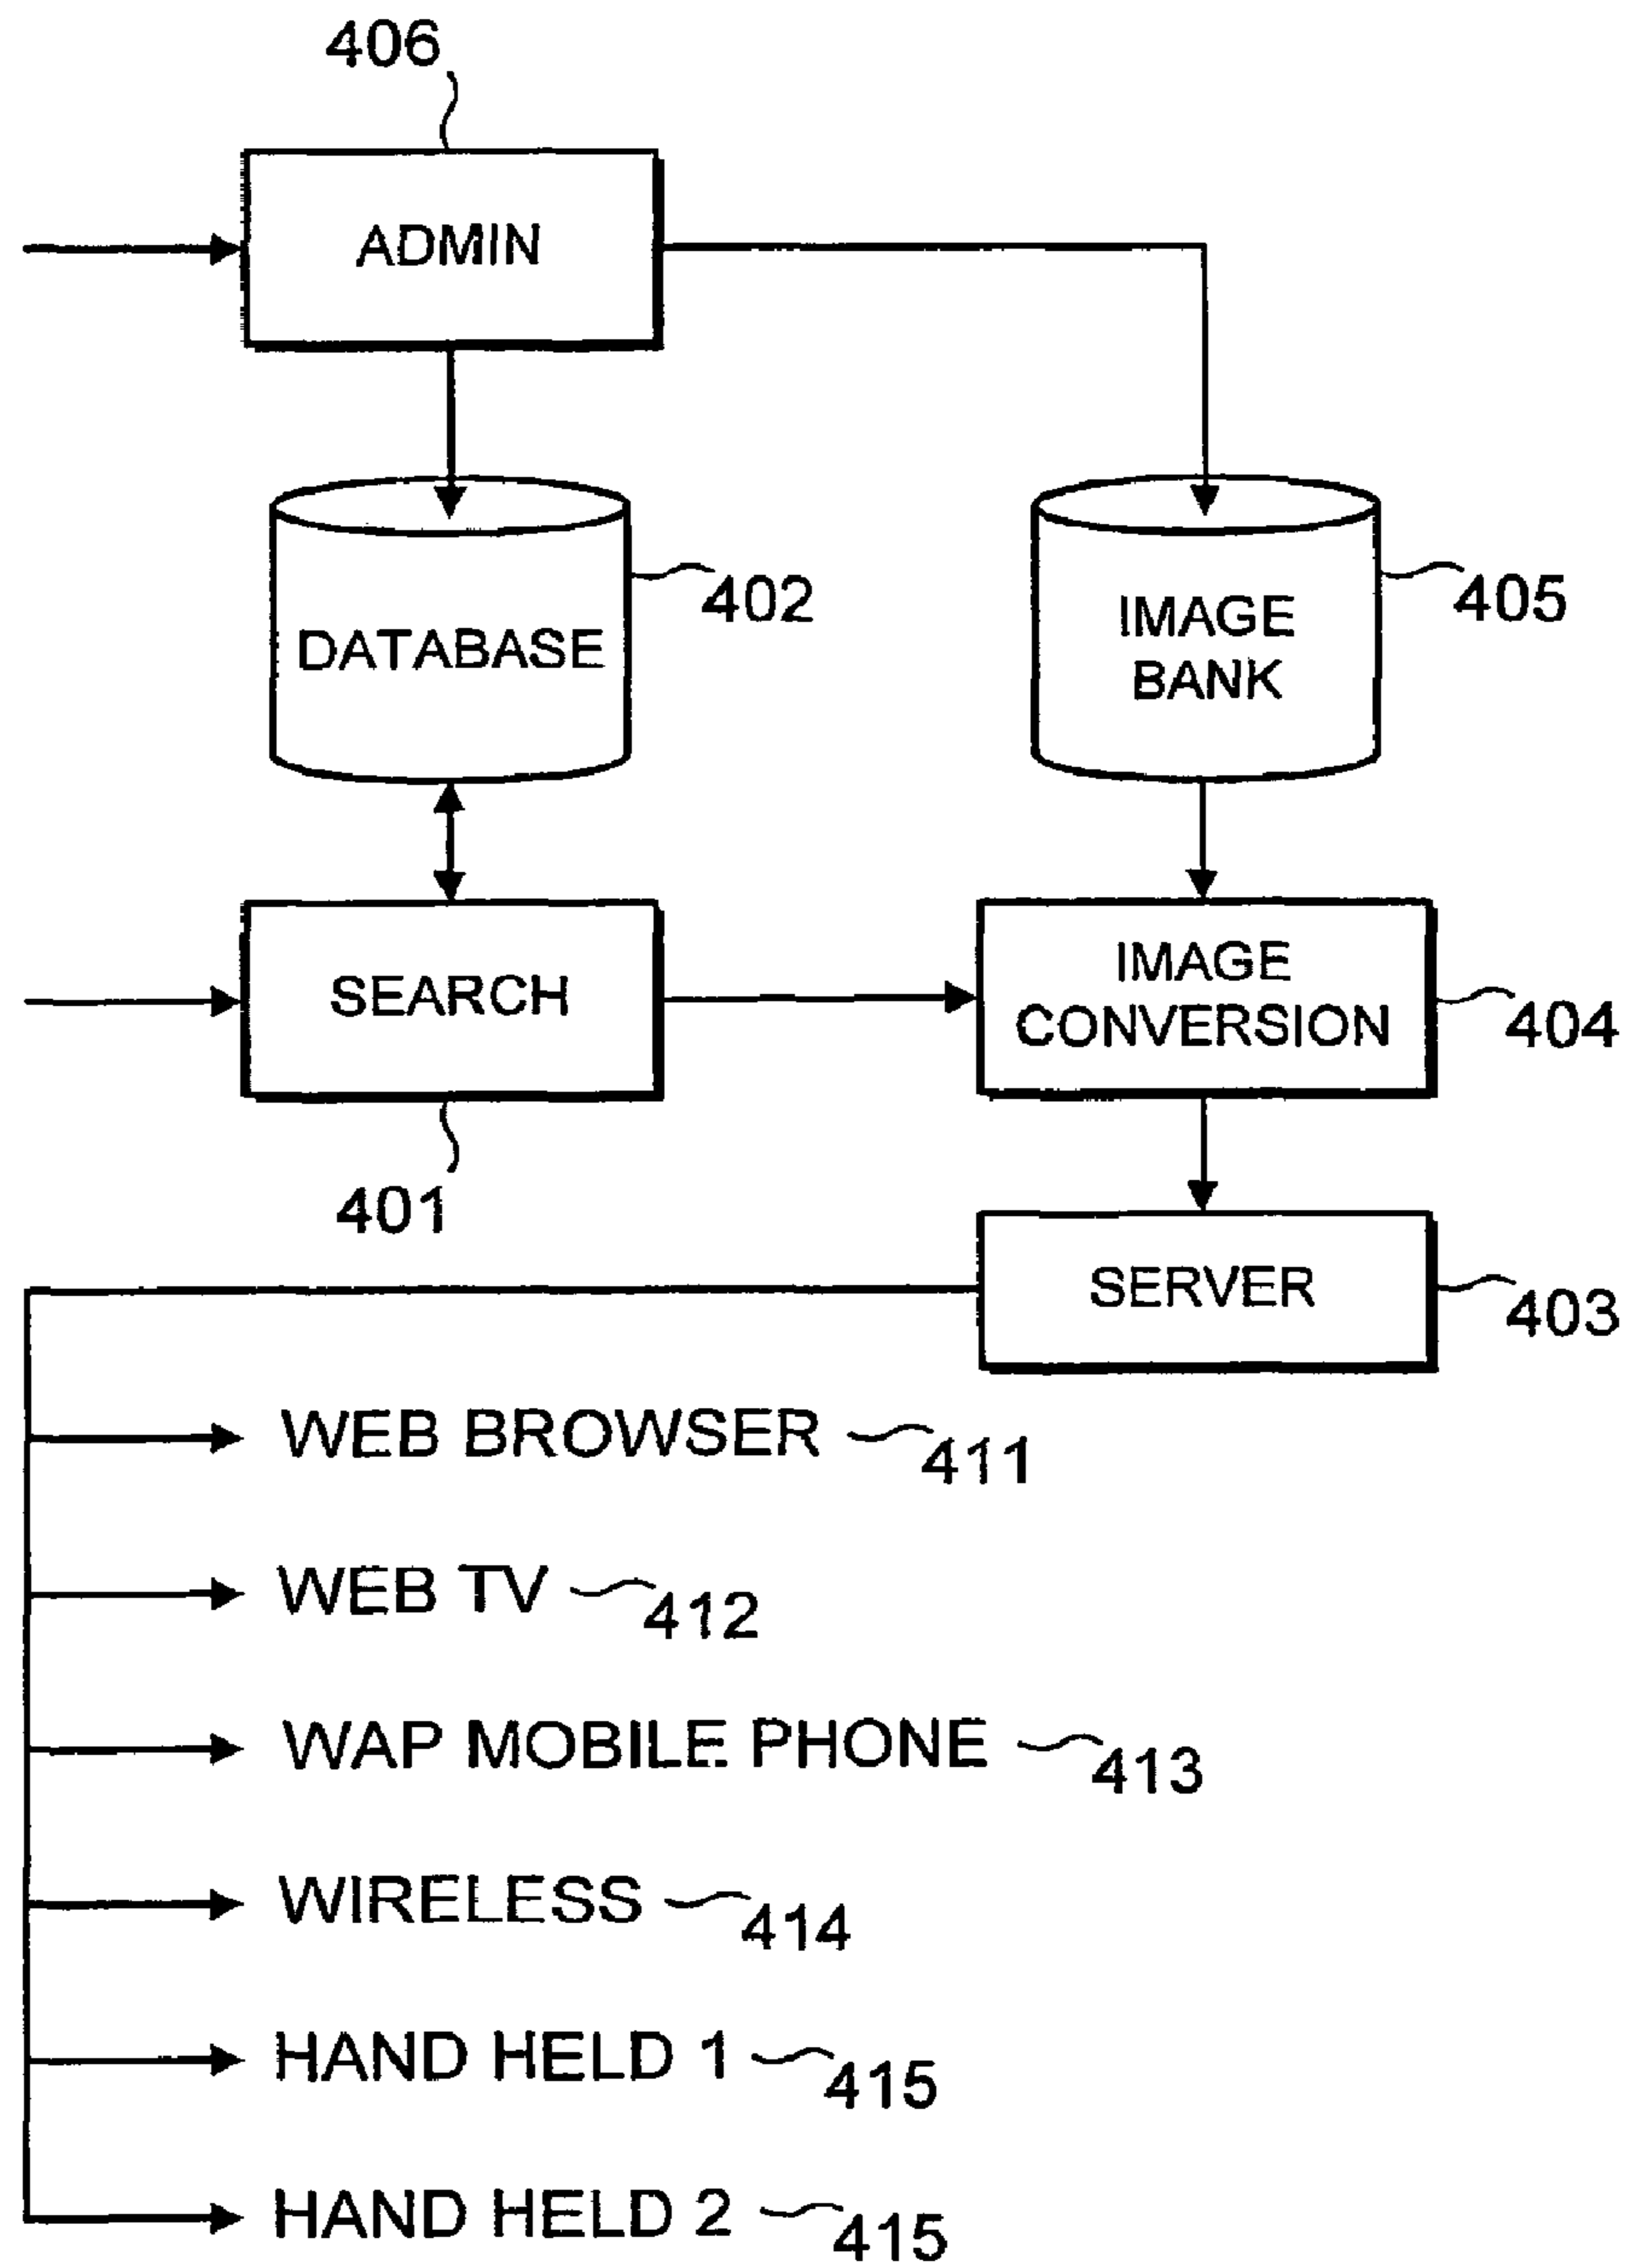 406
ADMIN
402
DATABASE
405
IMAGE
BANK
SEARCH
401
IMAGE
CONVERSION
404
SERVER
403
WEB BROWSER 411
WEB TV 412
WAP MOBILE PHONE 413
WIRELESS 414
HAND HELD 1 415
HAND HELD 2 415